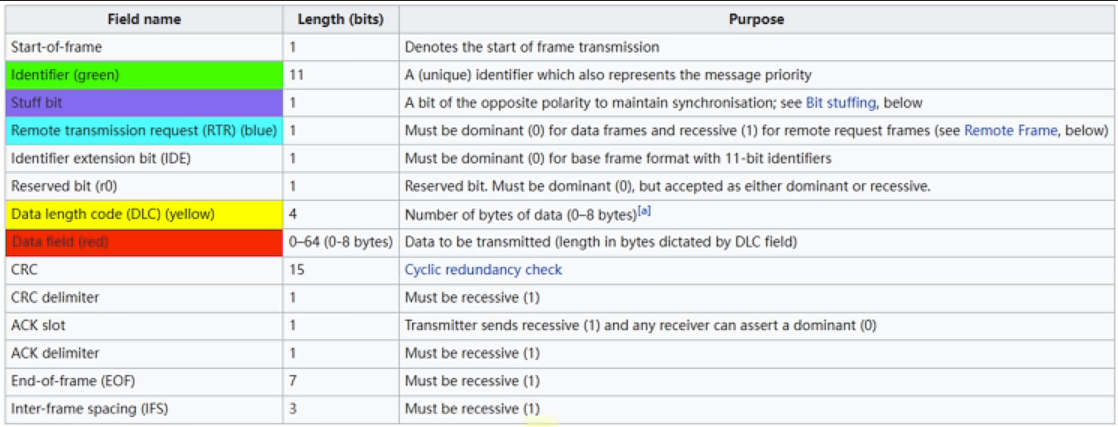 Field name Length (bits) Purpose
Start-of-frame 1 Denotes the start of frame transmission
Identifier (green) 11 A (unique) identifier which also represents the message priority
Stuff bit 1 A bit of the opposite polarity to maintain synchronisation; see Bit stuffing, below
Remote transmission request (RTR) (blue) 1 Must be dominant (0) for data frames and recessive (1) for remote request frames (see Remote Frame, below)
Identifier extension bit (IDE) 1 Must be dominant (0) for base frame format with 11-bit identifiers
Reserved bit (r0) 1 Reserved bit. Must be dominant (0), but accepted as either dominant or recessive.
Data length code (DLC) (yellow) 4 Number of bytes of data (0–8 bytes)[a]
Data field (red) 0–64 (0-8 bytes) Data to be transmitted (length in bytes dictated by DLC field)
CRC 15 Cyclic redundancy check
CRC delimiter 1 Must be recessive (1)
ACK slot 1 Transmitter sends recessive (1) and any receiver can assert a dominant (0)
ACK delimiter 1 Must be recessive (1)
End-of-frame (EOF) 7 Must be recessive (1)
Inter-frame spacing (IFS) 3 Must be recessive (1)